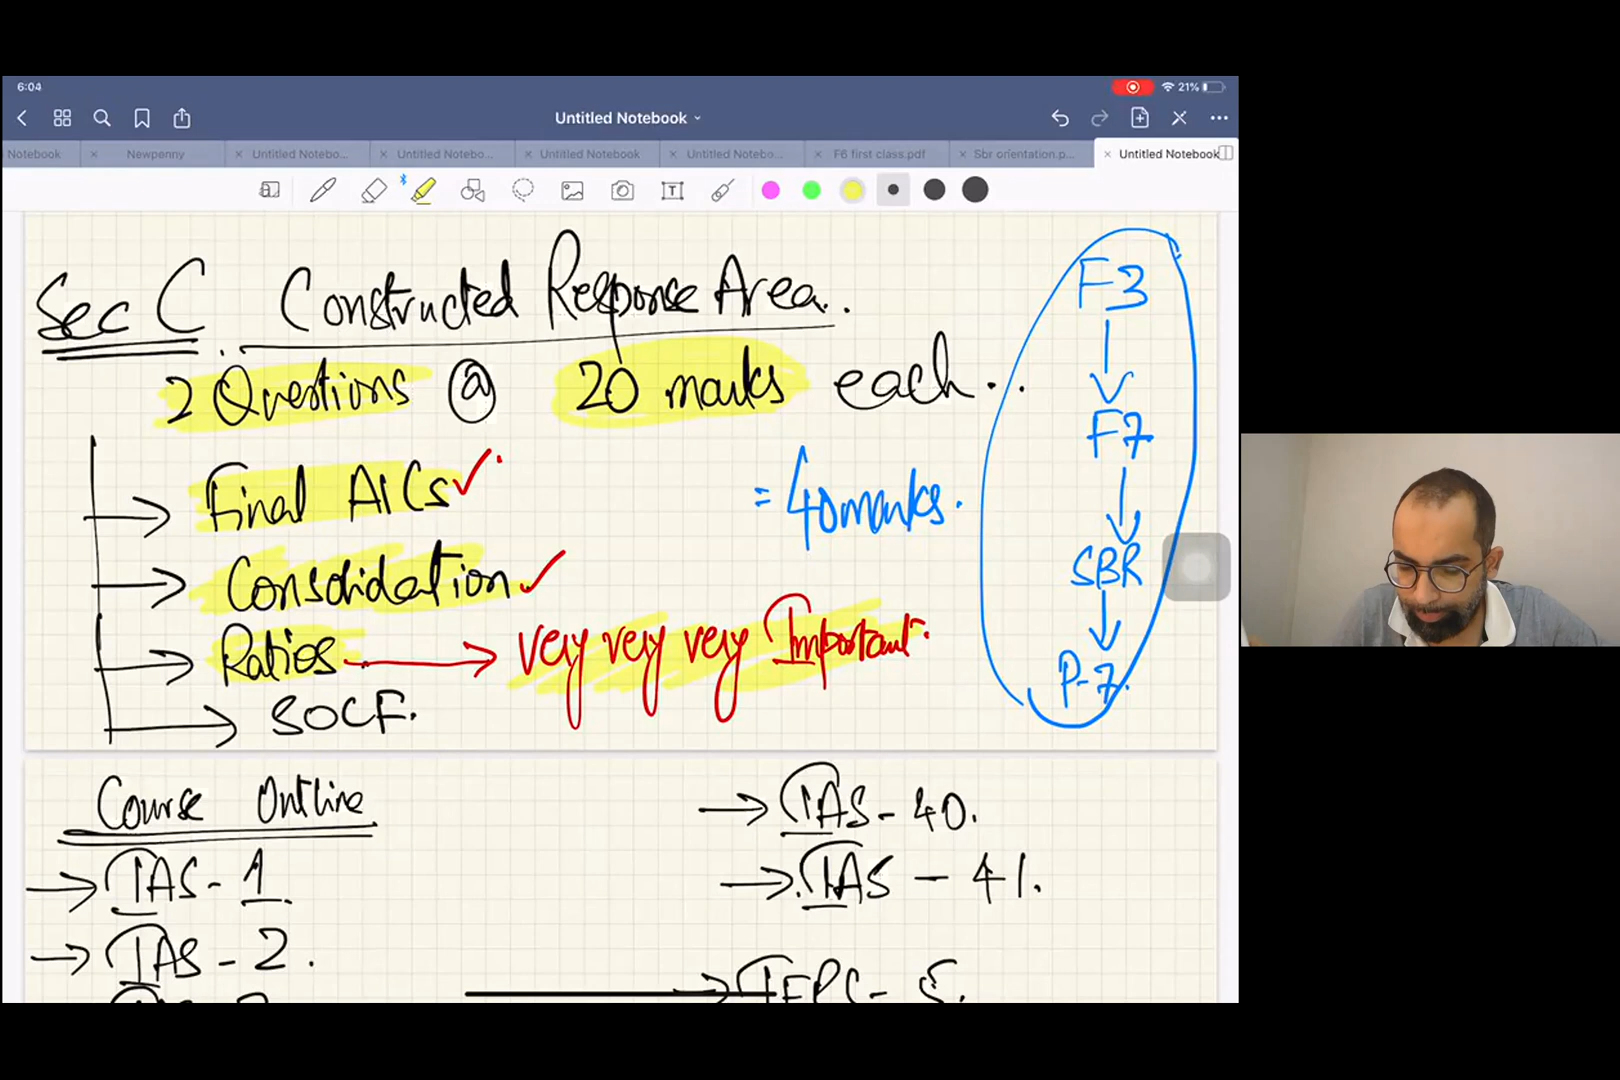 6:04
21%
Untitled Notebook
Notebook
Newpenny
Untitled Notebo...
Untitled Notebo...
Untitled Notebook
Untitled Notebo...
F6 first class.pdf
Sbr orientation.p...
Untitled Notebook
Sec C Constructed Response Area.
2 Questions @ 20 marks each..
Final A/Cs
= 40 marks.
Consolidation
Ratios → very very very Important.
SOCF.
F3
F7
SBR
P-7.
Course Outline
→ IAS - 1
→ IAS - 2.
→ IAS - 40.
→ IAS - 41.
→ IFRS - 5.